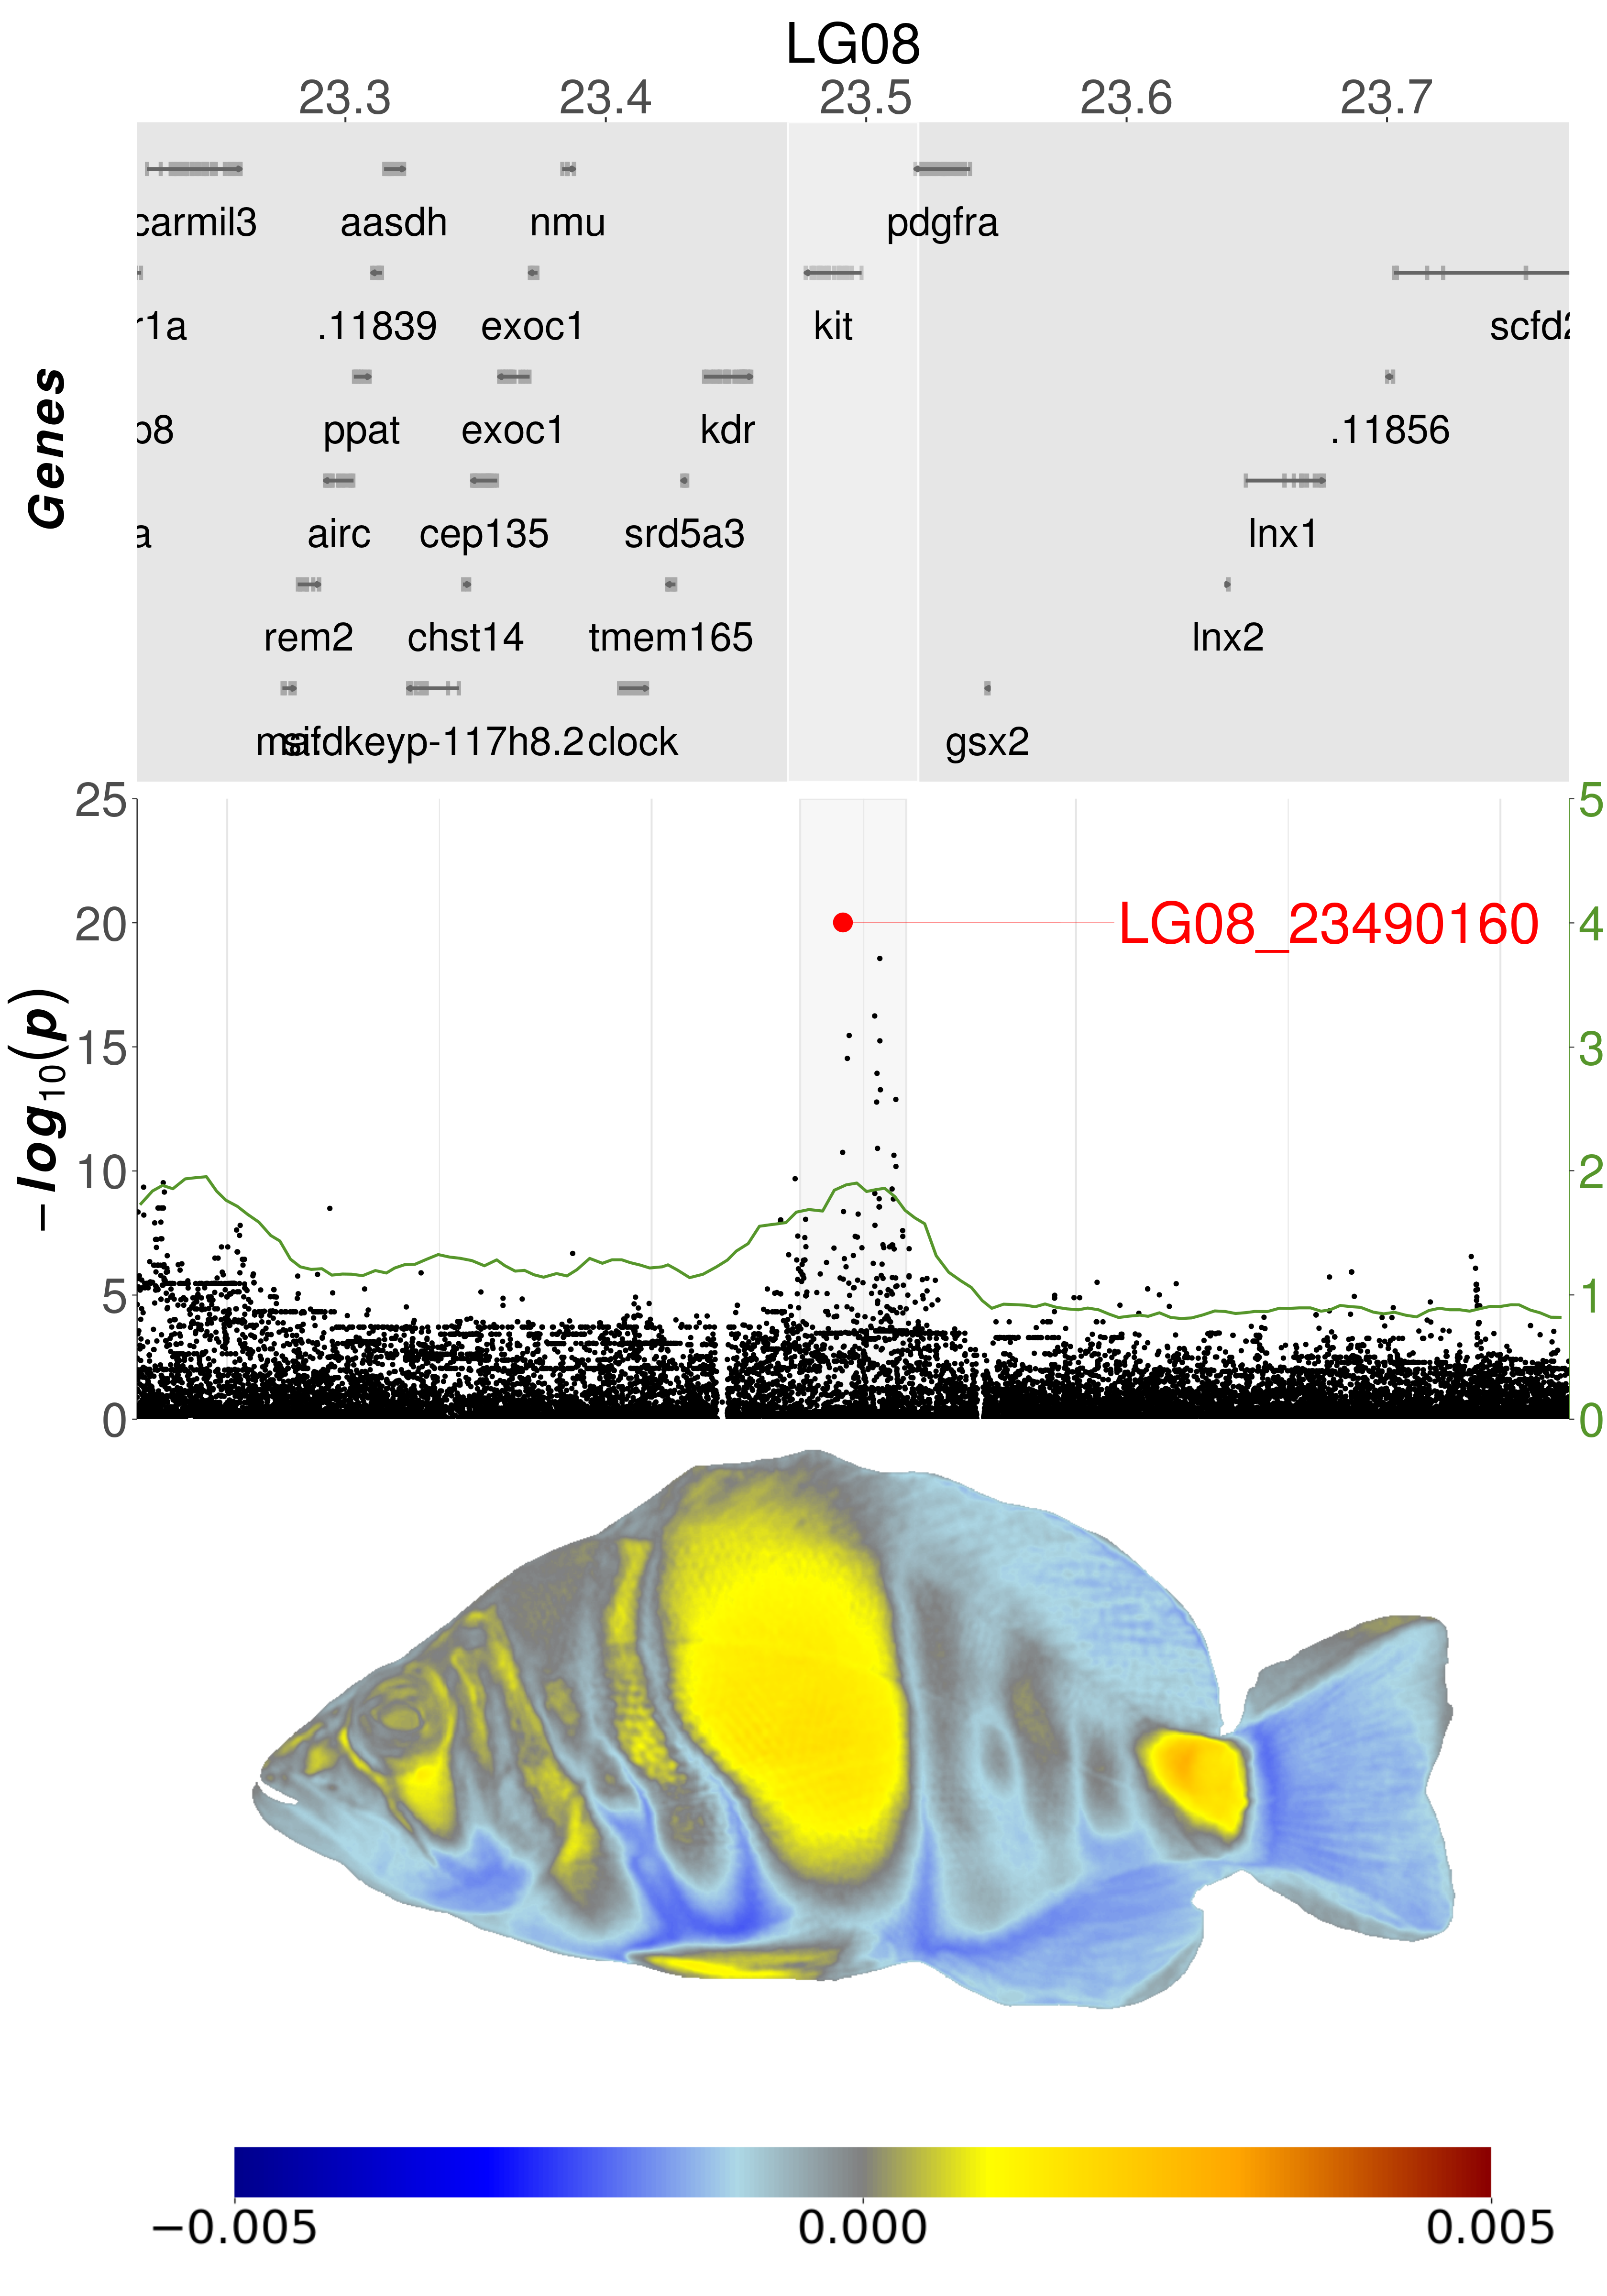 LG08
23.3 23.4 23.5 23.6 23.7
carmil3 aasdh nmu pdgfra
r1a .11839 exoc1 kit scfd2
Genes
b8 ppat exoc1 kdr .11856
a airc cep135 srd5a3 lnx1
rem2 chst14 tmem165 lnx2
si:dkeyp-117h8.2 clock gsx2
25 5
20 LG08_23490160 4
−log10(p)
15 3
10 2
5 1
0 0
−0.005 0.000 0.005